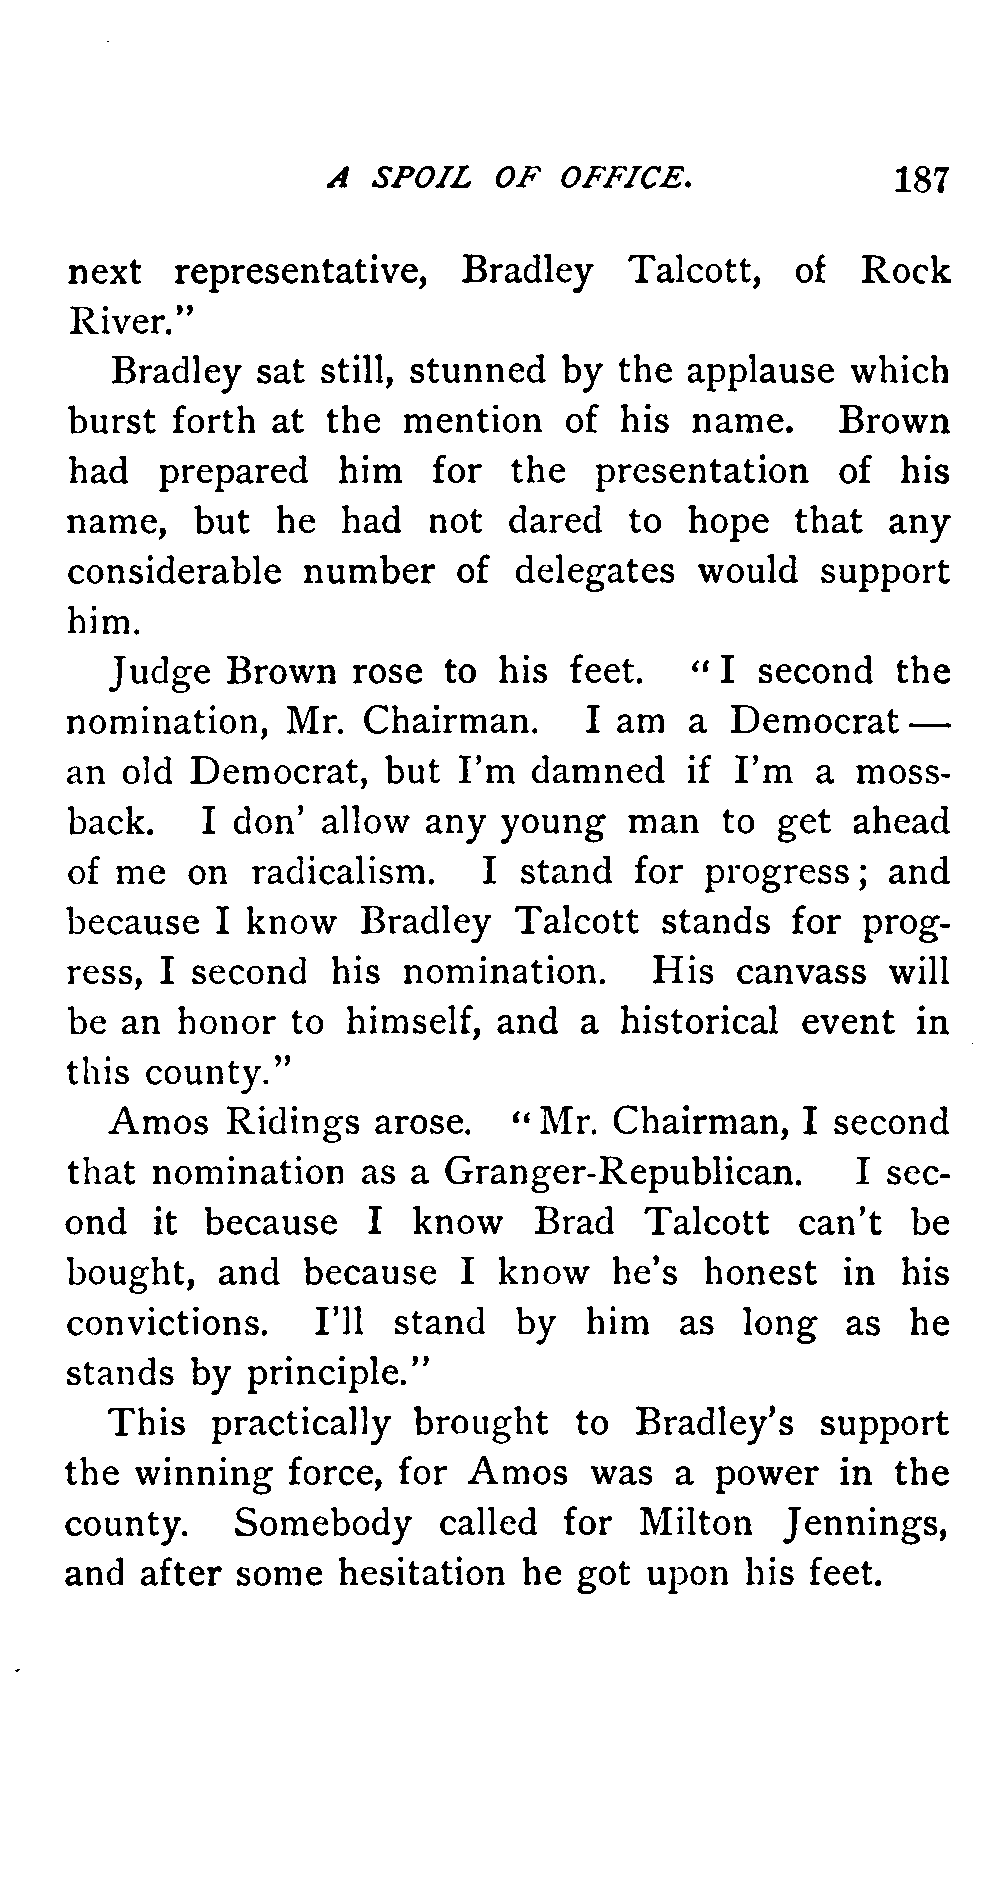 A SPOIL OF OFFICE. 187
next representative, Bradley Talcott, of Rock
River."
Bradley sat still, stunned by the applause which
burst forth at the mention of his name. Brown
had prepared him for the presentation of his
name, but he had not dared to hope that any
considerable number of delegates would support
him.
Judge Brown rose to his feet. "I second the
nomination, Mr. Chairman. I am a Democrat —
an old Democrat, but I'm damned if I'm a moss-
back. I don' allow any young man to get ahead
of me on radicalism. I stand for progress; and
because I know Bradley Talcott stands for prog-
ress, I second his nomination. His canvass will
be an honor to himself, and a historical event in
this county."
Amos Ridings arose. "Mr. Chairman, I second
that nomination as a Granger-Republican. I sec-
ond it because I know Brad Talcott can't be
bought, and because I know he's honest in his
convictions. I'll stand by him as long as he
stands by principle."
This practically brought to Bradley's support
the winning force, for Amos was a power in the
county. Somebody called for Milton Jennings,
and after some hesitation he got upon his feet.